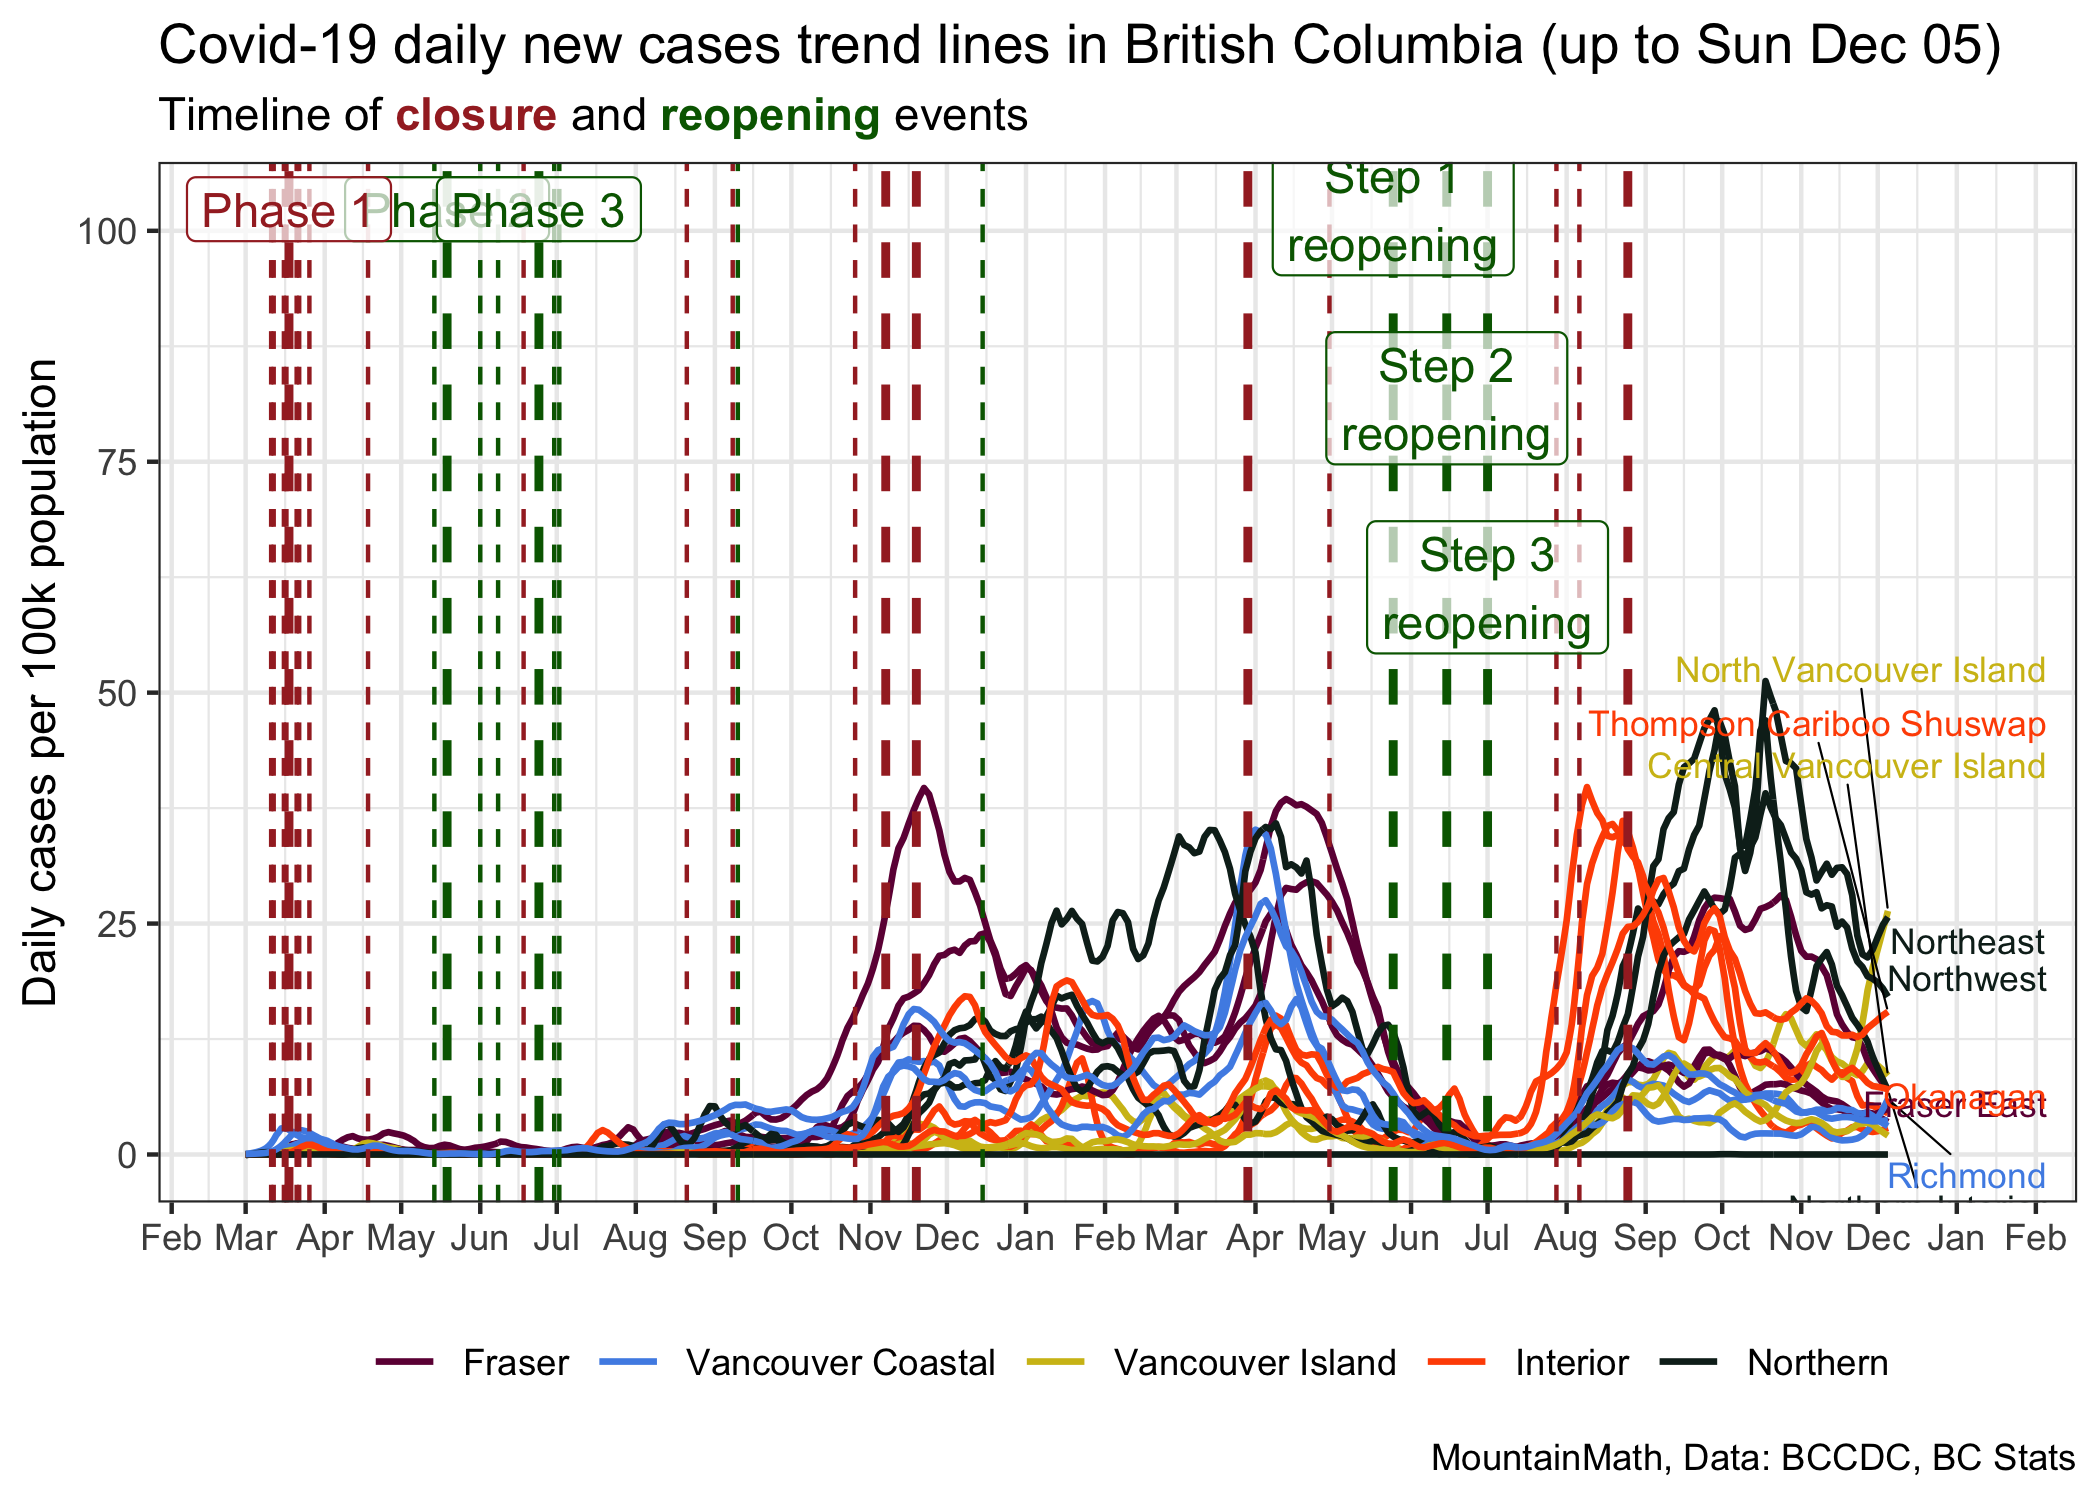 Covid-19 daily new cases trend lines in British Columbia (up to Sun Dec 05)
Timeline of closure and reopening events
Daily cases per 100k population
100
75
50
25
0
Phase 1
Phase 2
Phase 3
Step 1
reopening
Step 2
reopening
Step 3
reopening
North Vancouver Island
Thompson Cariboo Shuswap
Central Vancouver Island
Northeast
Northwest
Okanagan
Fraser East
Richmond
Feb Mar Apr May Jun Jul Aug Sep Oct Nov Dec Jan Feb Mar Apr May Jun Jul Aug Sep Oct Nov Dec Jan Feb
Fraser Vancouver Coastal Vancouver Island Interior Northern
MountainMath, Data: BCCDC, BC Stats